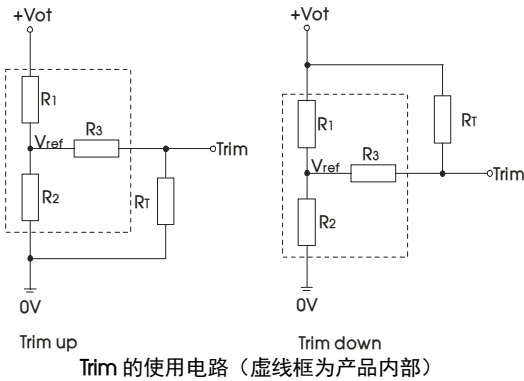 +Vot
R1
Vref
R3
Trim
R2
RT
0V
Trim up
+Vot
R1
RT
Vref
R3
Trim
R2
0V
Trim down
Trim 的使用电路（虚线框为产品内部）